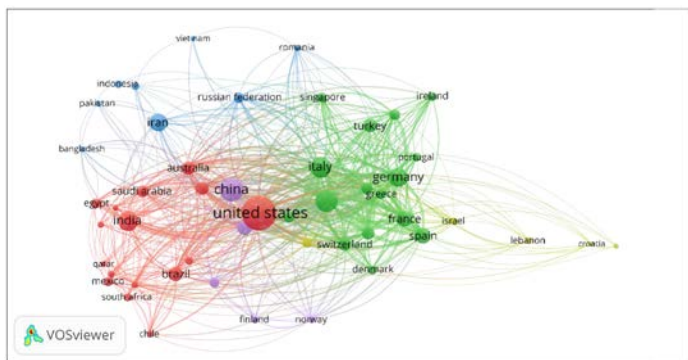 vietnam
romania
indonesia
russian federation
singapore
ireland
pakistan
iran
turkey
bangladesh
italy
portugal
australia
germany
china
saudi arabia
greece
egypt
united states
india
france
israel
spain
switzerland
lebanon
croatia
qatar
brazil
denmark
mexico
south africa
finland
norway
chile
VOSviewer